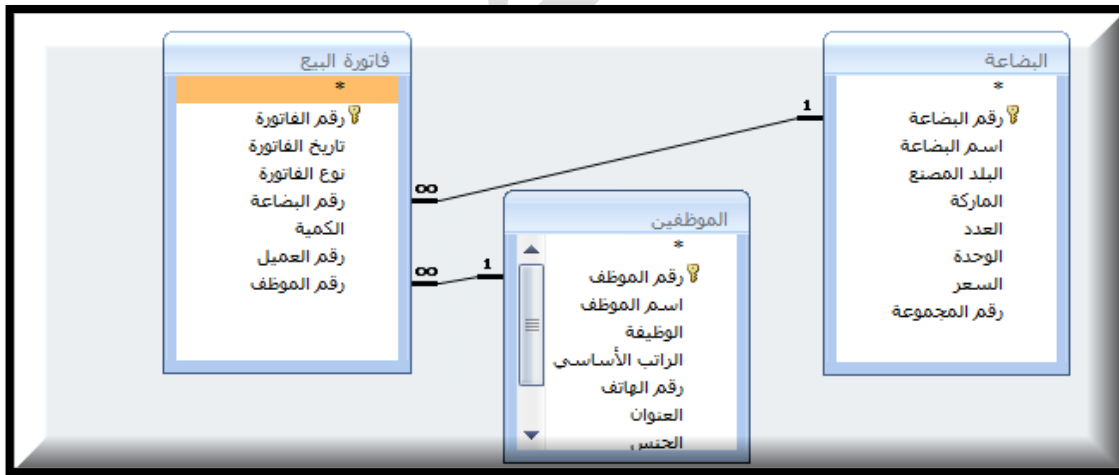 البضاعة
*
رقم البضاعة
اسم البضاعة
البلد المصنع
الماركة
العدد
الوحدة
السعر
رقم المجموعة
1
الموظفين
*
رقم الموظف
اسم الموظف
الوظيفة
الراتب الأساسي
رقم الهاتف
العنوان
الجنس
1
فاتورة البيع
*
رقم الفاتورة
تاريخ الفاتورة
نوع الفاتورة
رقم البضاعة
الكمية
رقم العميل
رقم الموظف
∞
∞